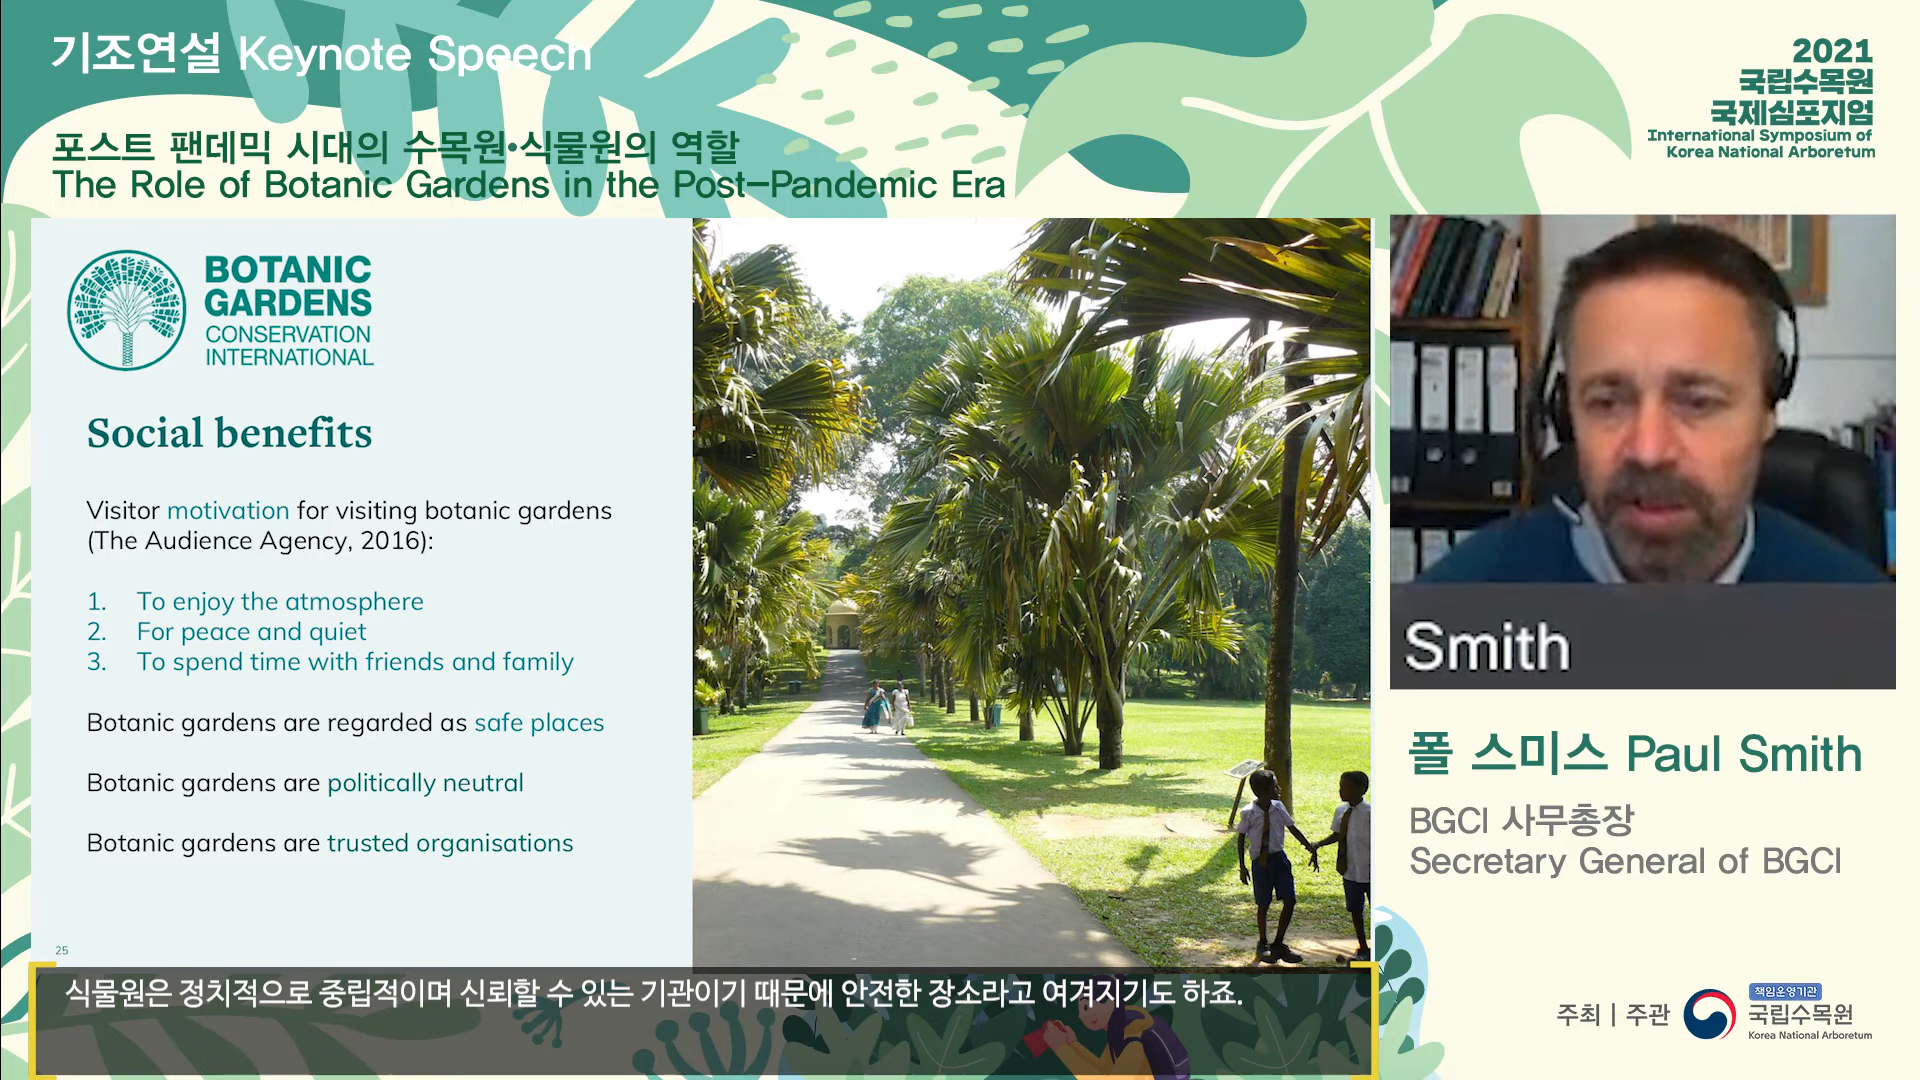 기조연설 Keynote Speech
포스트 팬데믹 시대의 수목원•식물원의 역할
The Role of Botanic Gardens in the Post-Pandemic Era
2021
국립수목원
국제심포지엄
International Symposium of
Korea National Arboretum
BOTANIC
GARDENS
CONSERVATION
INTERNATIONAL
Social benefits
Visitor motivation for visiting botanic gardens
(The Audience Agency, 2016):
1. To enjoy the atmosphere
2. For peace and quiet
3. To spend time with friends and family
Botanic gardens are regarded as safe places
Botanic gardens are politically neutral
Botanic gardens are trusted organisations
25
Smith
폴 스미스 Paul Smith
BGCI 사무총장
Secretary General of BGCI
식물원은 정치적으로 중립적이며 신뢰할 수 있는 기관이기 때문에 안전한 장소라고 여겨지기도 하죠.
주최 | 주관
책임운영기관
국립수목원
Korea National Arboretum